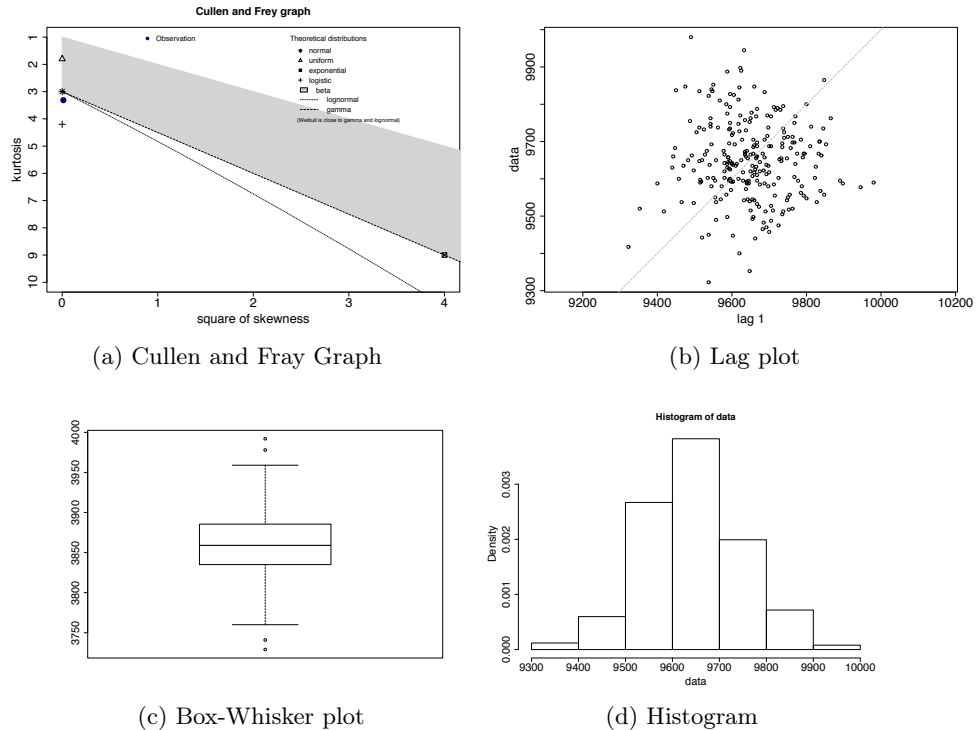 Cullen and Frey graph
Observation
Theoretical distributions
normal
uniform
exponential
logistic
beta
lognormal
gamma
(Weibull is close to gamma and lognormal)
kurtosis
1
2
3
4
5
6
7
8
9
10
0 1 2 3 4
square of skewness
(a) Cullen and Fray Graph
data
9900
9700
9500
9300
9200 9400 9600 9800 10000 10200
lag 1
(b) Lag plot
4000
3950
3900
3850
3800
3750
(c) Box-Whisker plot
Histogram of data
Density
0.003
0.002
0.001
0.000
9300 9400 9500 9600 9700 9800 9900 10000
data
(d) Histogram